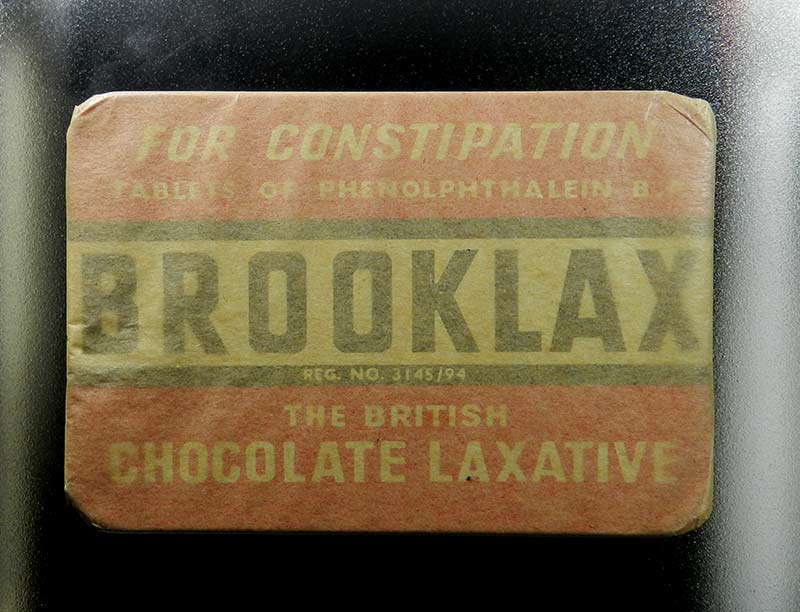 FOR CONSTIPATION
TABLETS OF PHENOLPHTHALEIN B.P.
BROOKLAX
REG. NO. 3145/94
THE BRITISH
CHOCOLATE LAXATIVE